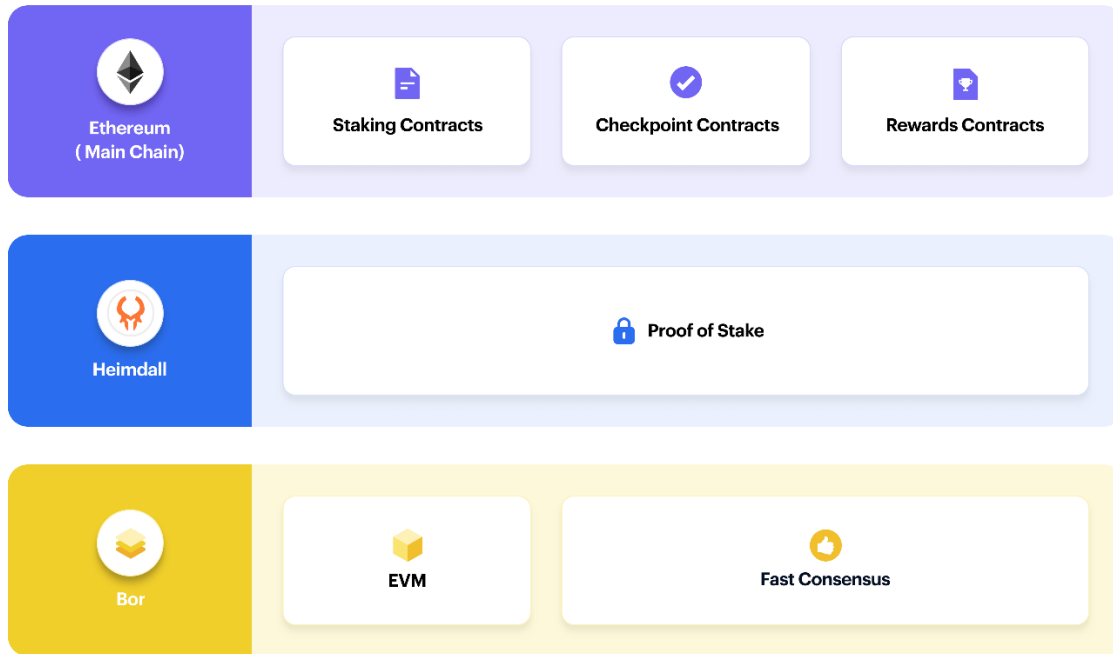 Ethereum
( Main Chain)
Staking Contracts
Checkpoint Contracts
Rewards Contracts
Heimdall
Proof of Stake
Bor
EVM
Fast Consensus